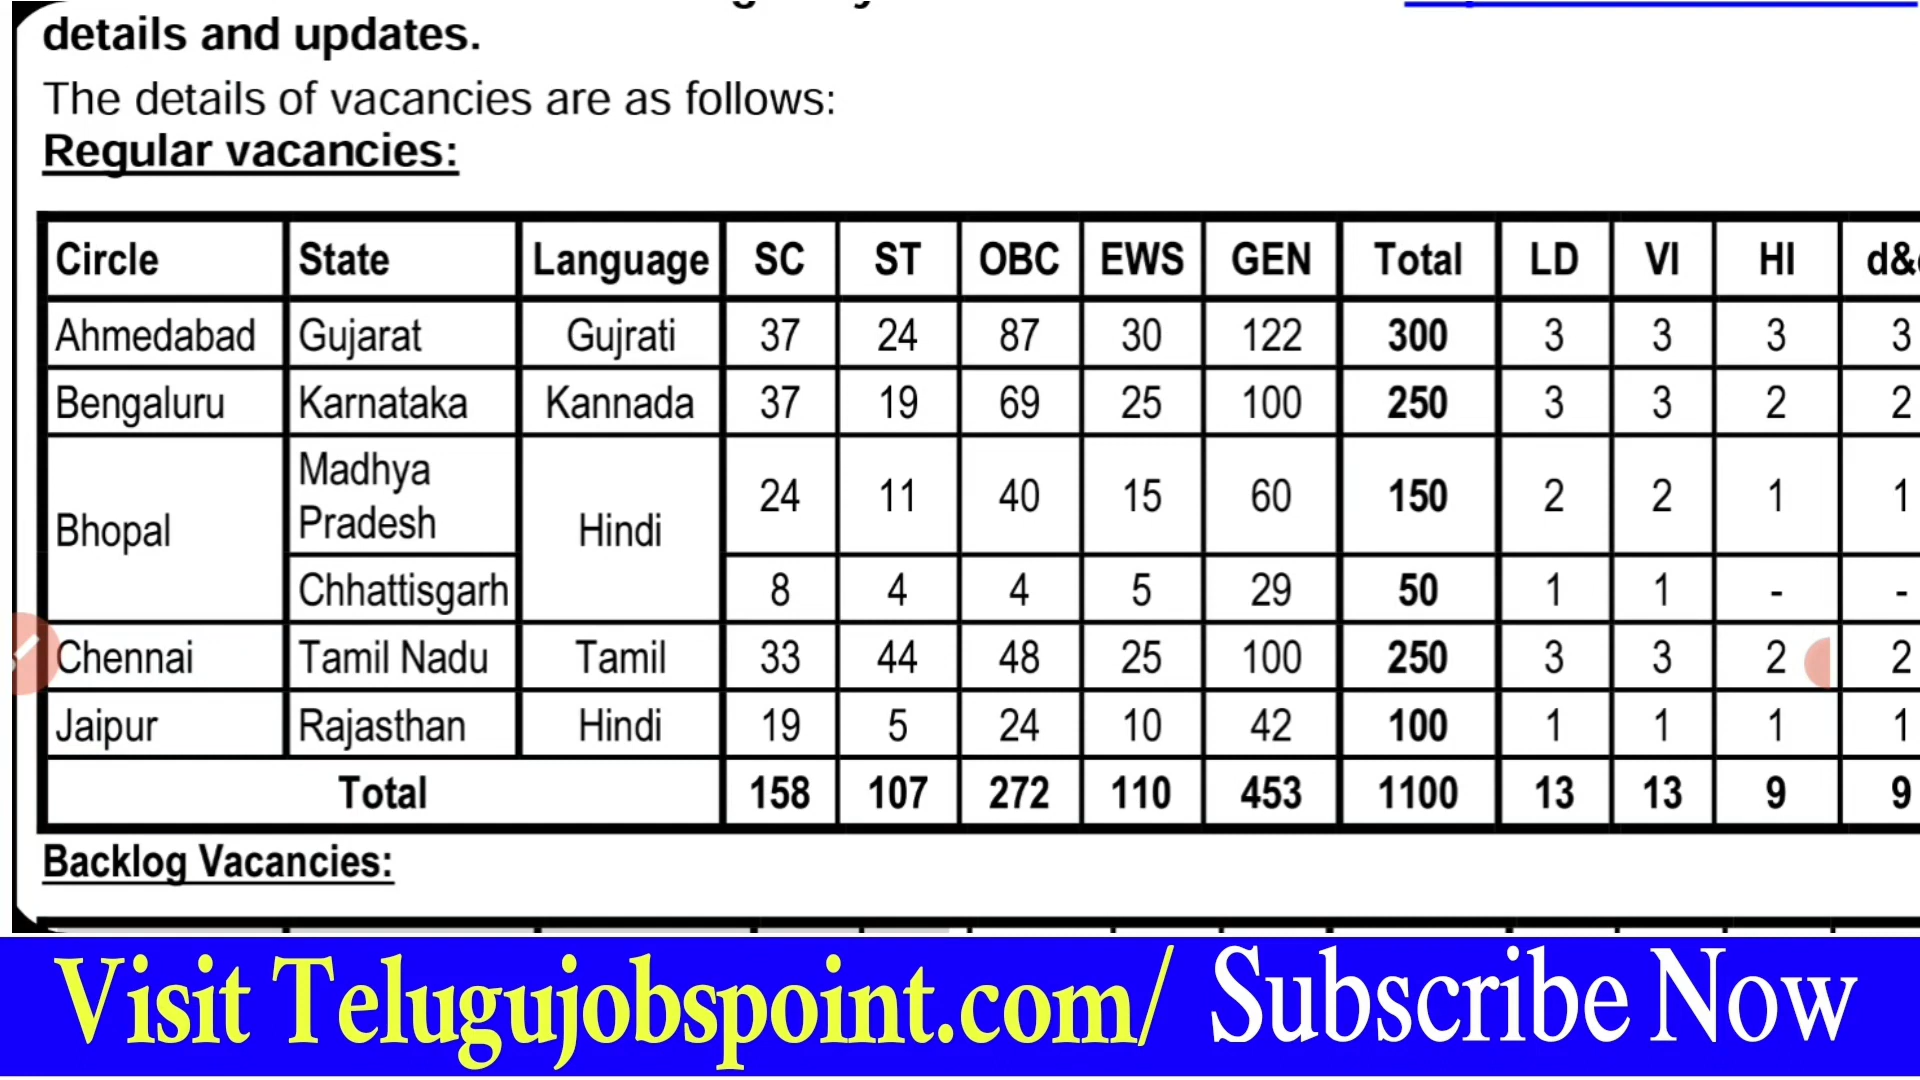 details and updates.
The details of vacancies are as follows:
Regular vacancies:
Circle State Language SC ST OBC EWS GEN Total LD VI HI d&
Ahmedabad Gujarat Gujrati 37 24 87 30 122 300 3 3 3 3
Bengaluru Karnataka Kannada 37 19 69 25 100 250 3 3 2 2
Bhopal Madhya Pradesh Hindi 24 11 40 15 60 150 2 2 1 1
Chhattisgarh 8 4 4 5 29 50 1 1 - -
Chennai Tamil Nadu Tamil 33 44 48 25 100 250 3 3 2 2
Jaipur Rajasthan Hindi 19 5 24 10 42 100 1 1 1 1
Total 158 107 272 110 453 1100 13 13 9 9
Backlog Vacancies:
Visit Telugujobspoint.com/ Subscribe Now